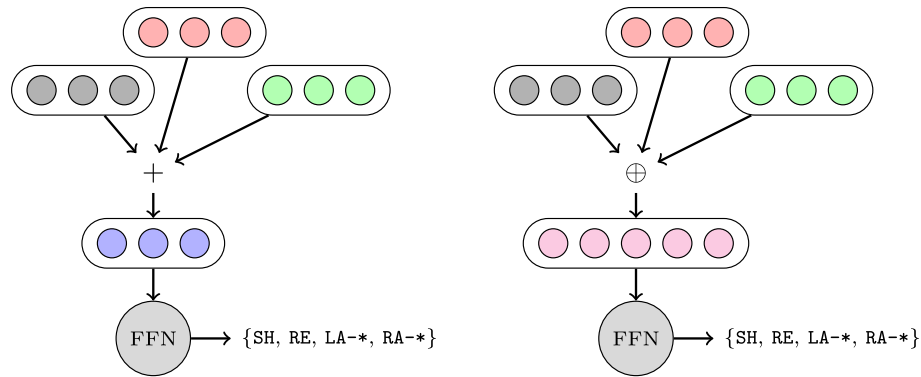 +
⊕
FFN
{SH, RE, LA-*, RA-*}
FFN
{SH, RE, LA-*, RA-*}